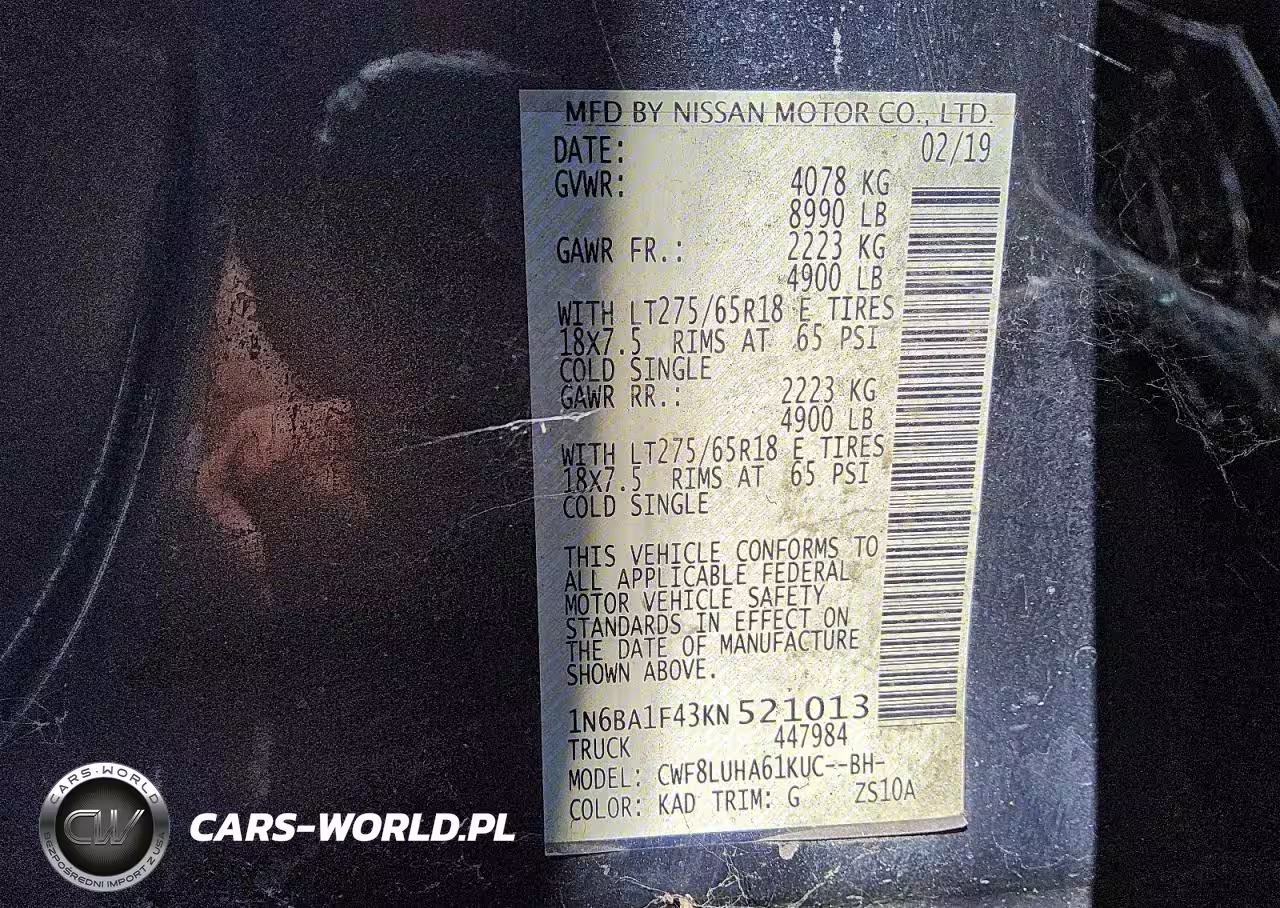 MFD BY NISSAN MOTOR CO., LTD.
DATE: 02/19
GVWR: 4078 KG
8990 LB
GAWR FR.: 2223 KG
4900 LB
WITH LT275/65R18 E TIRES
18X7.5 RIMS AT 65 PSI
COLD SINGLE
GAWR RR.: 2223 KG
4900 LB
WITH LT275/65R18 E TIRES
18X7.5 RIMS AT 65 PSI
COLD SINGLE
THIS VEHICLE CONFORMS TO
ALL APPLICABLE FEDERAL
MOTOR VEHICLE SAFETY
STANDARDS IN EFFECT ON
THE DATE OF MANUFACTURE
SHOWN ABOVE.
1N6BA1F43KN521013
TRUCK 447984
MODEL: CWF8LUHA61KUC--BH-
COLOR: KAD TRIM: G ZS10A
CARS-WORLD
CW
BEZPOŚREDNI IMPORT Z USA
CARS-WORLD.PL